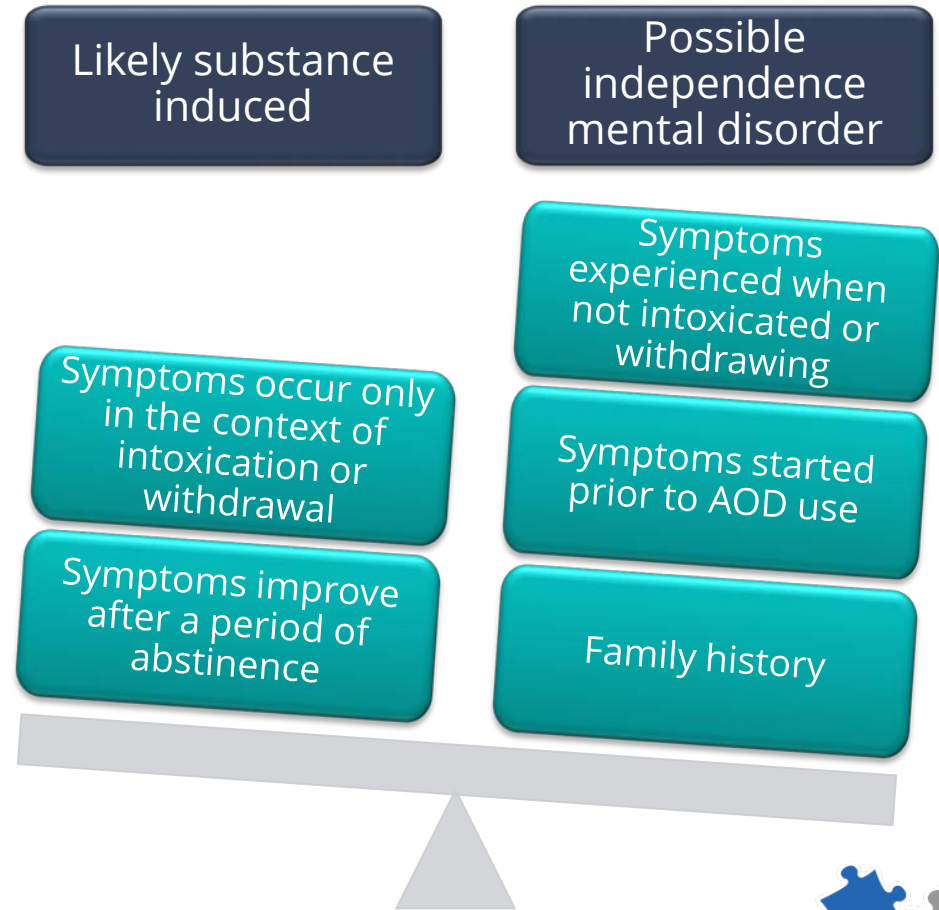 Likely substance
induced
Possible
independence
mental disorder
Symptoms occur only
in the context of
intoxication or
withdrawal
Symptoms improve
after a period of
abstinence
Symptoms
experienced when
not intoxicated or
withdrawing
Symptoms started
prior to AOD use
Family history